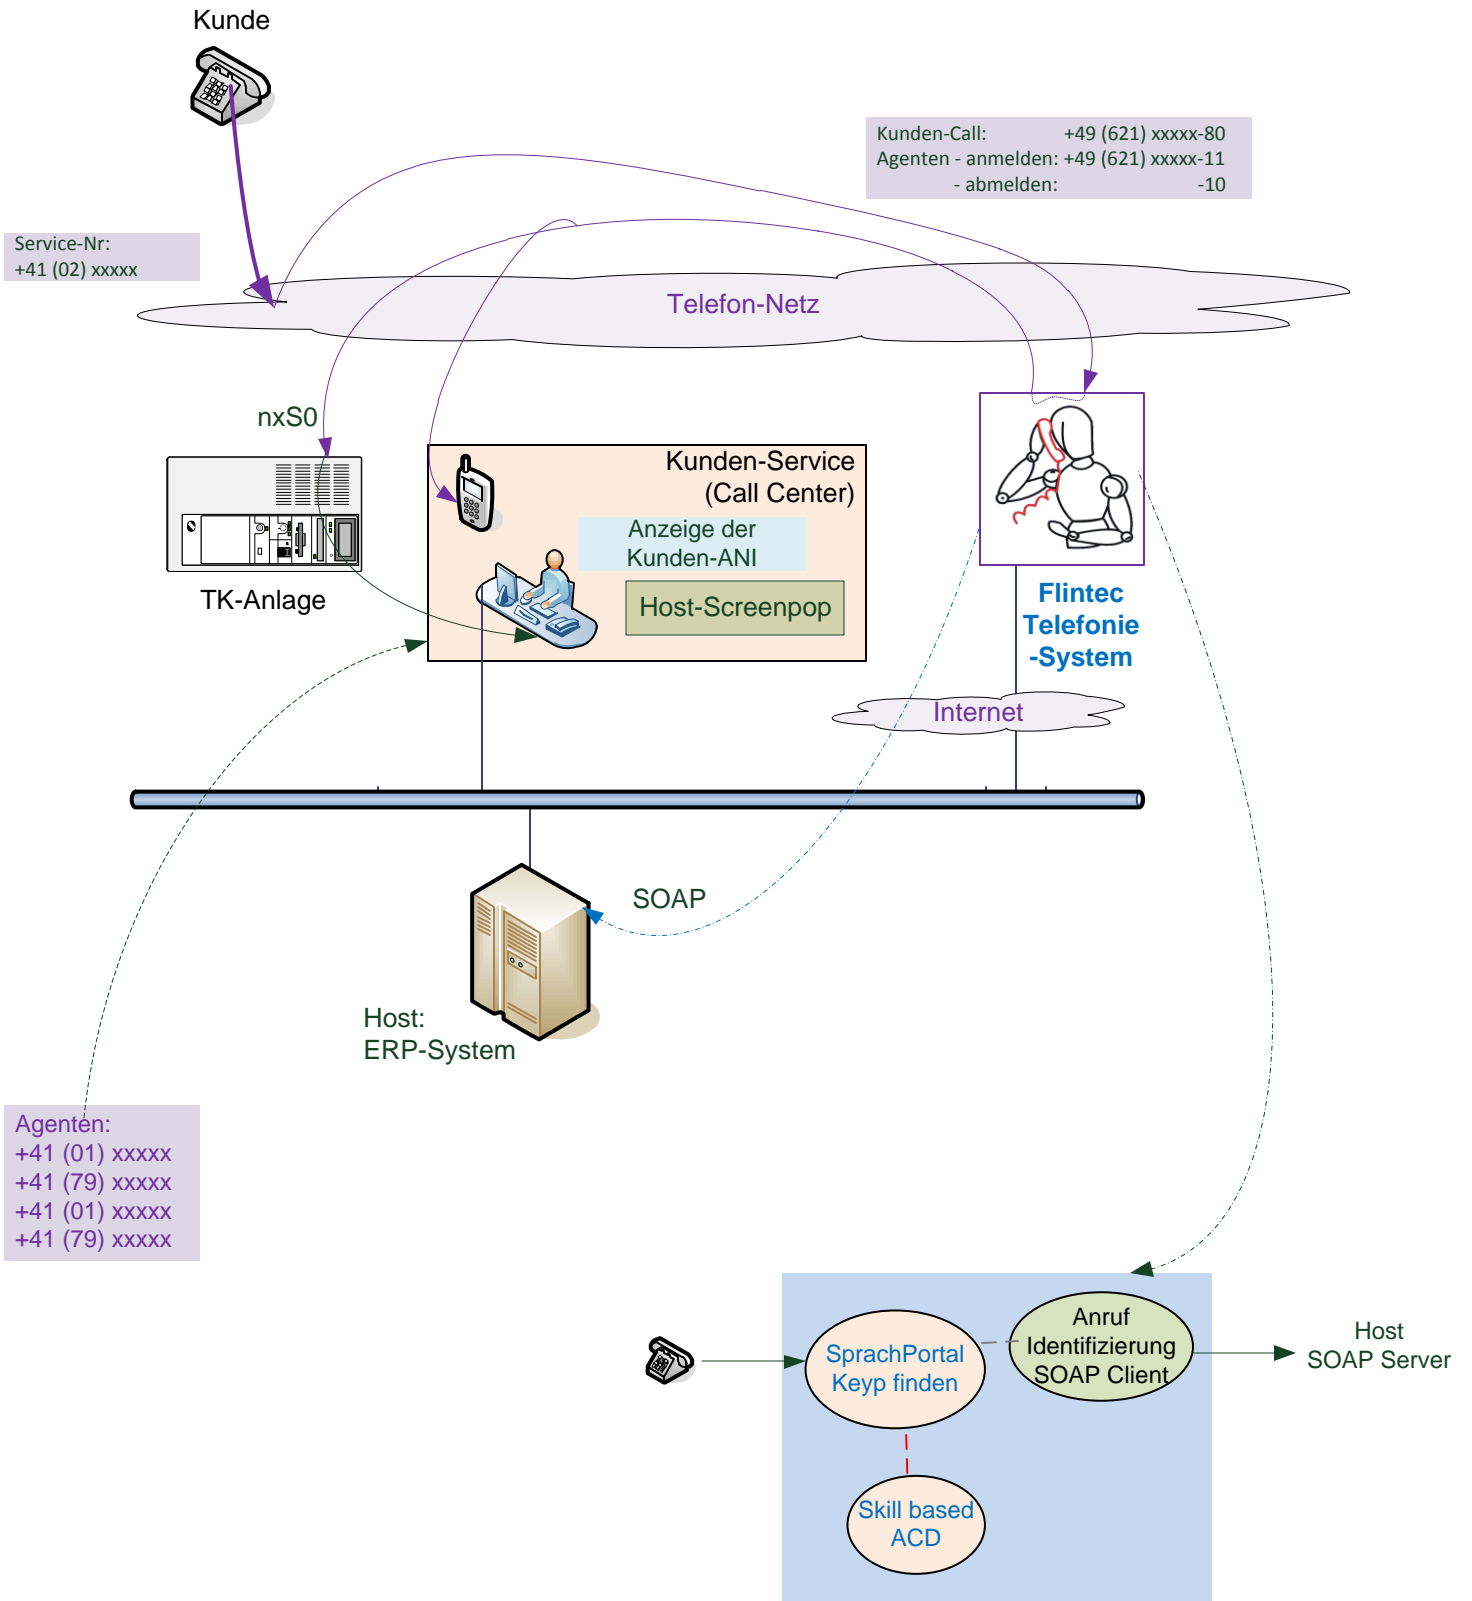 Kunde
Kunden-Call: +49 (621) xxxxx-80
Agenten - anmelden: +49 (621) xxxxx-11
- abmelden: -10
Service-Nr:
+41 (02) xxxxx
Telefon-Netz
nxS0
TK-Anlage
Kunden-Service
(Call Center)
Anzeige der
Kunden-ANI
Host-Screenpop
Flintec
Telefonie
-System
Internet
SOAP
Host:
ERP-System
Agenten:
+41 (01) xxxxx
+41 (79) xxxxx
+41 (01) xxxxx
+41 (79) xxxxx
SprachPortal
Keyp finden
Anruf
Identifizierung
SOAP Client
Host
SOAP Server
Skill based
ACD